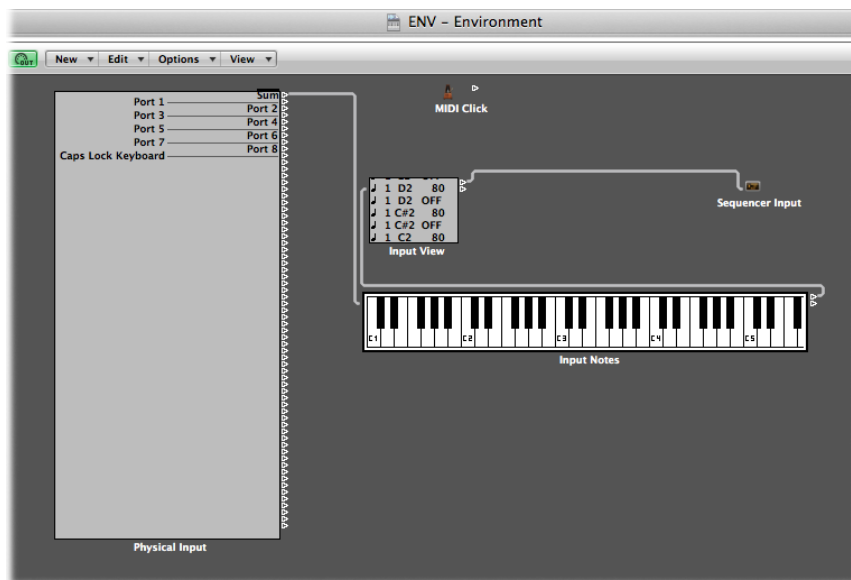 ENV – Environment
OUT
New Edit Options View
Sum
Port 1
Port 2
Port 3
Port 4
Port 5
Port 6
Port 7
Port 8
Caps Lock Keyboard
Physical Input
MIDI Click
1 D2 80
1 D2 OFF
1 C#2 80
1 C#2 OFF
1 C2 80
Input View
Sequencer Input
C1 C2 C3 C4 C5
Input Notes